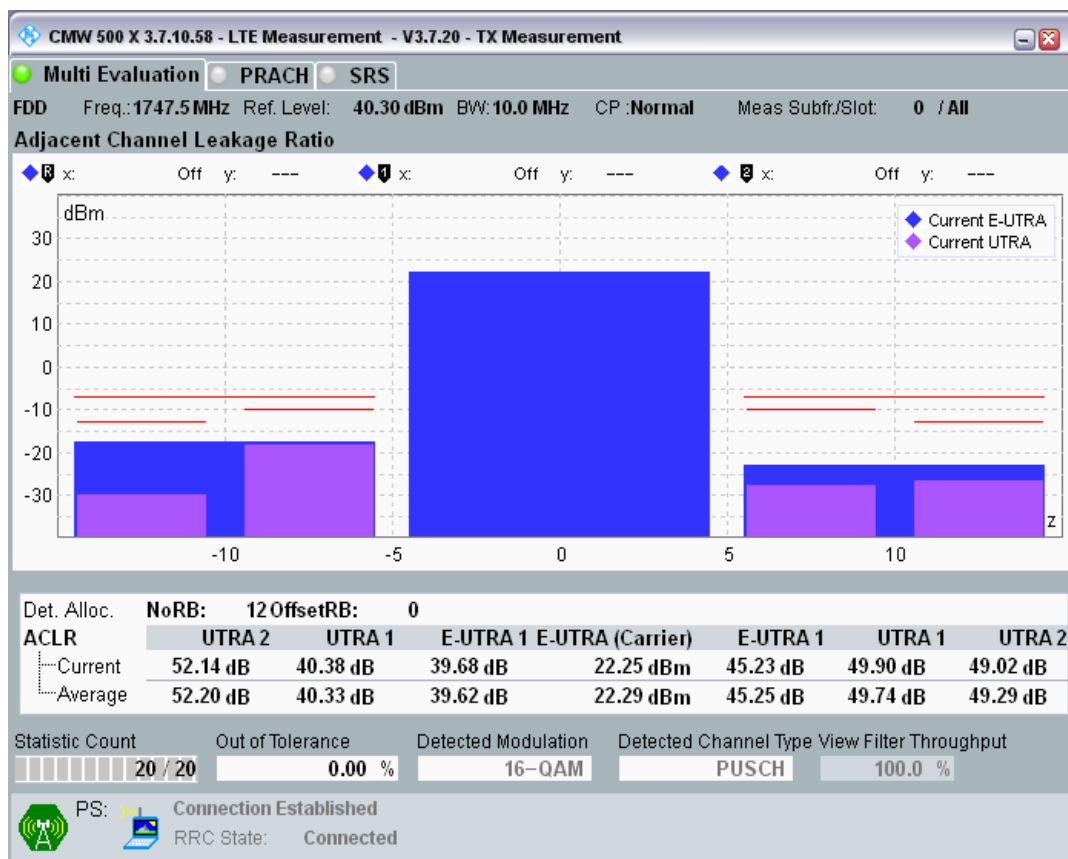 CMW 500 X 3.7.10.58 - LTE Measurement - V3.7.20 - TX Measurement
Multi Evaluation PRACH SRS
FDD Freq.: 1747.5 MHz Ref. Level: 40.30 dBm BW: 10.0 MHz CP :Normal Meas Subfr./Slot: 0 / All
Adjacent Channel Leakage Ratio
R x: Off y: --- 1 x: Off y: --- 2 x: Off y: ---
dBm
Current E-UTRA
Current UTRA
30
20
10
0
-10
-20
-30
z
-10 -5 0 5 10
Det. Alloc. NoRB: 12 OffsetRB: 0
ACLR UTRA 2 UTRA 1 E-UTRA 1 E-UTRA (Carrier) E-UTRA 1 UTRA 1 UTRA 2
Current 52.14 dB 40.38 dB 39.68 dB 22.25 dBm 45.23 dB 49.90 dB 49.02 dB
Average 52.20 dB 40.33 dB 39.62 dB 22.29 dBm 45.25 dB 49.74 dB 49.29 dB
Statistic Count Out of Tolerance Detected Modulation Detected Channel Type View Filter Throughput
20 / 20 0.00 % 16-QAM PUSCH 100.0 %
PS: Connection Established
RRC State: Connected